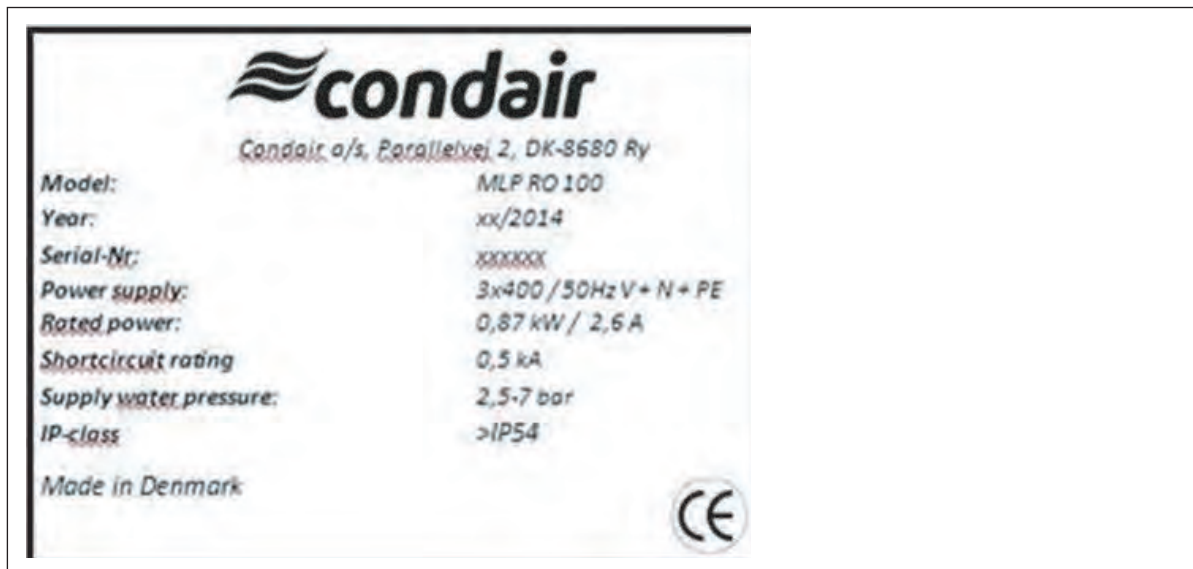 condair
Condair a/s, Parallelvej 2, DK-8680 Ry
Model: MLP RO 100
Year: xx/2014
Serial-Nr: xxxxxx
Power supply: 3x400 / 50Hz V + N + PE
Rated power: 0,87 kW / 2,6 A
Shortcircuit rating 0,5 kA
Supply water pressure: 2,5-7 bar
IP-class >IP54
Made in Denmark
CE